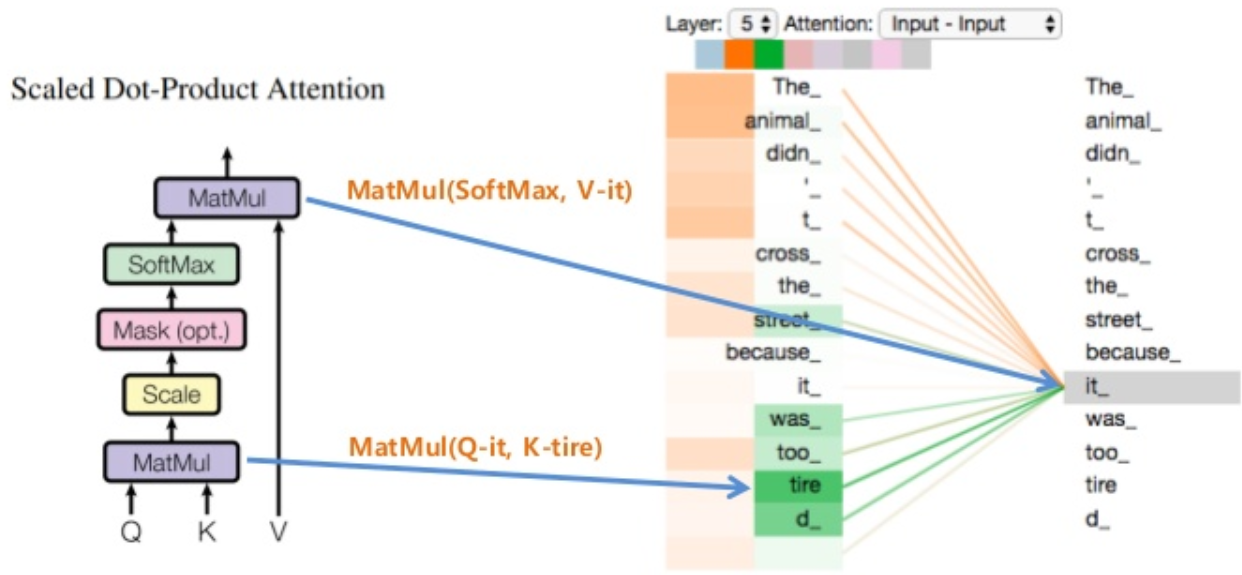 Layer: 5 Attention: Input - Input
Scaled Dot-Product Attention
MatMul
SoftMax
Mask (opt.)
Scale
MatMul
Q K V
MatMul(SoftMax, V-it)
MatMul(Q-it, K-tire)
The_ The_
animal_ animal_
didn_ didn_
'_ '_
t_ t_
cross_ cross_
the_ the_
street_ street_
because_ because_
it_ it_
was_ was_
too_ too_
tire tire
d_ d_